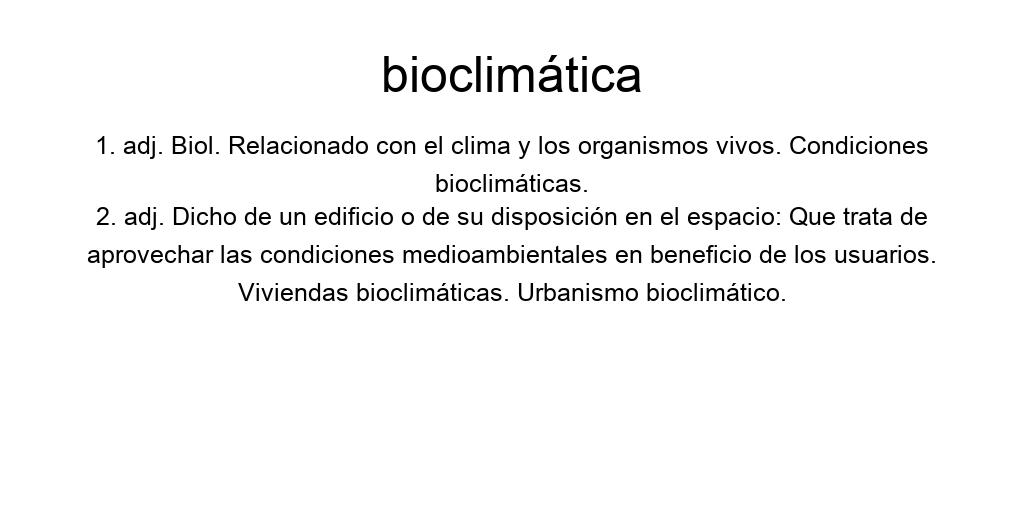 bioclimática
1. adj. Biol. Relacionado con el clima y los organismos vivos. Condiciones
bioclimáticas.
2. adj. Dicho de un edificio o de su disposición en el espacio: Que trata de
aprovechar las condiciones medioambientales en beneficio de los usuarios.
Viviendas bioclimáticas. Urbanismo bioclimático.